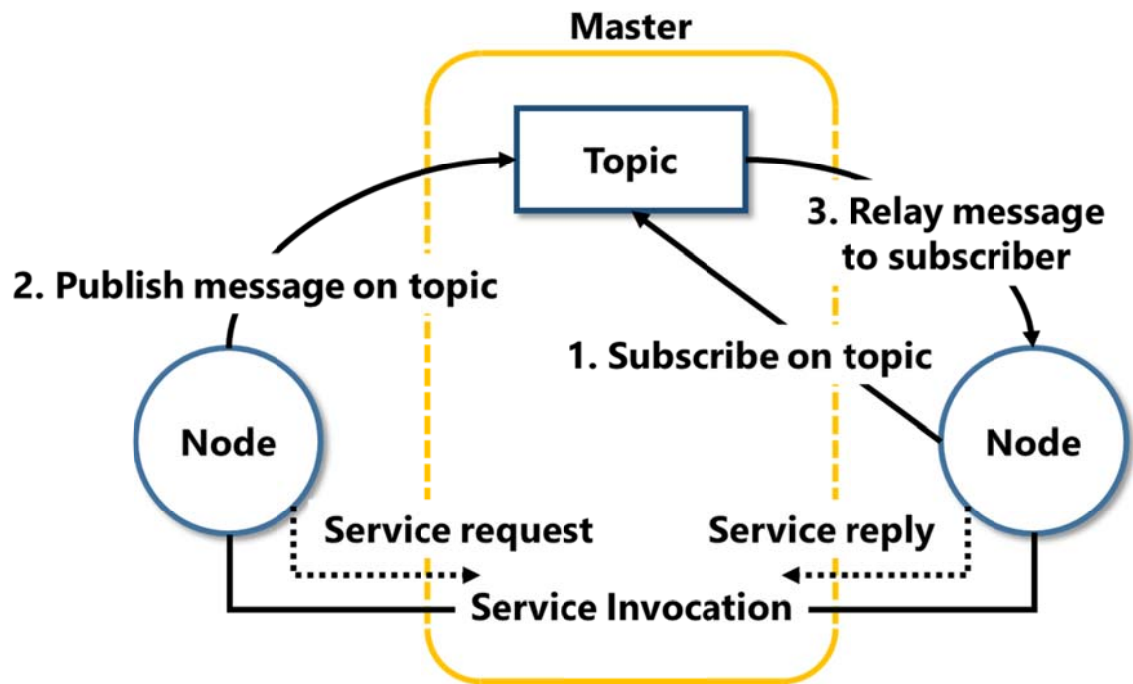 Master
Topic
3. Relay message
to subscriber
2. Publish message on topic
1. Subscribe on topic
Node
Node
Service request
Service reply
Service Invocation